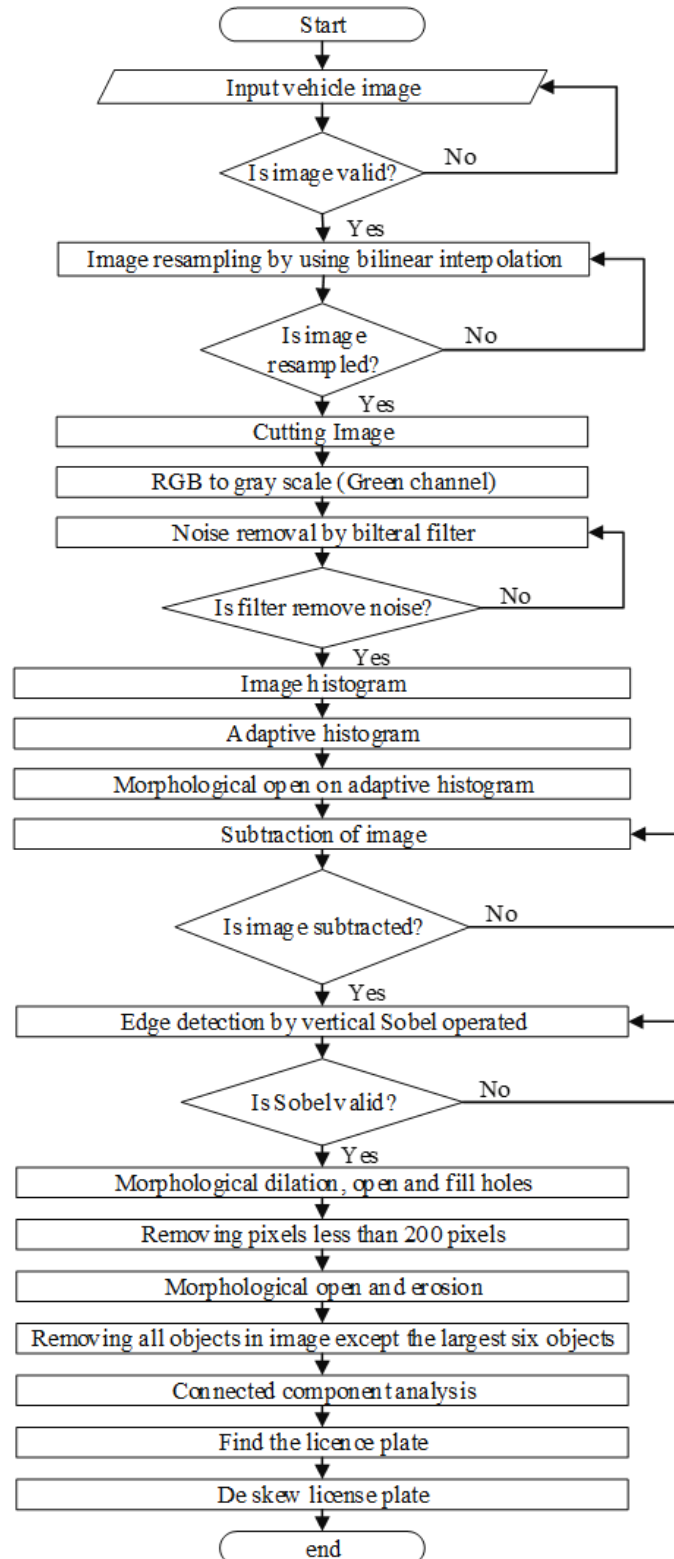 Start
Input vehicle image
Is image valid?
No
Yes
Image resampling by using bilinear interpolation
Is image
resampled?
No
Yes
Cutting Image
RGB to gray scale (Green channel)
Noise removal by bilteral filter
Is filter remove noise?
No
Yes
Image histogram
Adaptive histogram
Morphological open on adaptive histogram
Subtraction of image
Is image subtracted?
No
Yes
Edge detection by vertical Sobel operated
Is Sobel valid?
No
Yes
Morphological dilation, open and fill holes
Removing pixels less than 200 pixels
Morphological open and erosion
Removing all objects in image except the largest six objects
Connected component analysis
Find the licence plate
De skew license plate
end